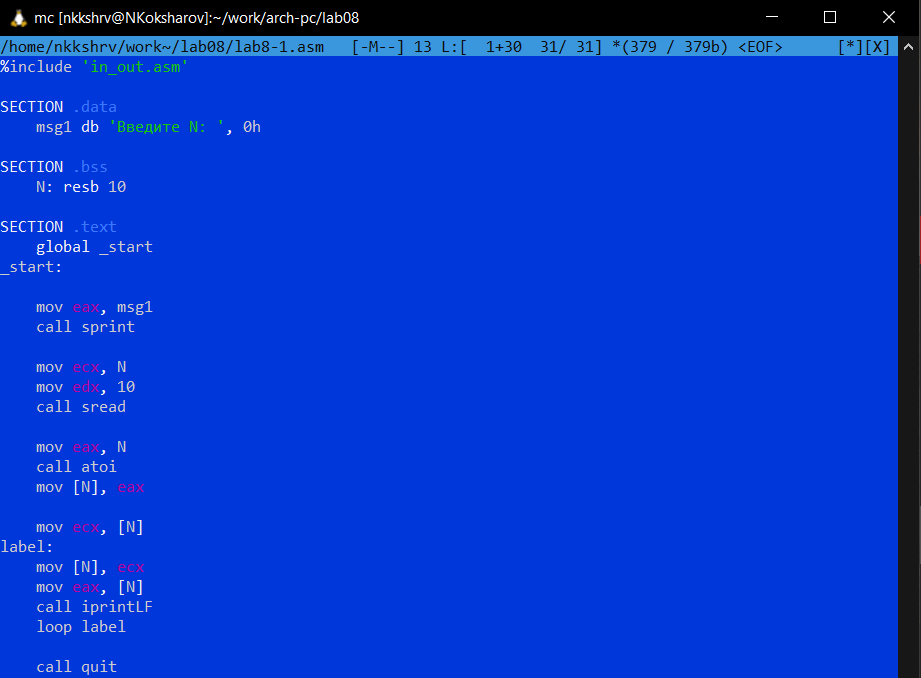 mc [nkkshrv@NKoksharov]:~/work/arch-pc/lab08
/home/nkkshrv/work~/lab08/lab8-1.asm   [-M--] 13 L:[  1+30  31/ 31] *(379 / 379b) <EOF>      [*][X]
%include 'in_out.asm'

SECTION .data
    msg1 db 'Введите N: ', 0h

SECTION .bss
    N: resb 10

SECTION .text
    global _start
_start:

    mov eax, msg1
    call sprint

    mov ecx, N
    mov edx, 10
    call sread

    mov eax, N
    call atoi
    mov [N], eax

    mov ecx, [N]
label:
    mov [N], ecx
    mov eax, [N]
    call iprintLF
    loop label

    call quit